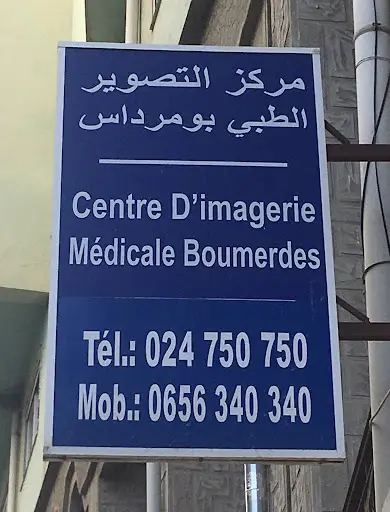 مركز التصوير
الطبي بومرداس
Centre D'imagerie
Médicale Boumerdes
Tél.: 024 750 750
Mob.: 0656 340 340